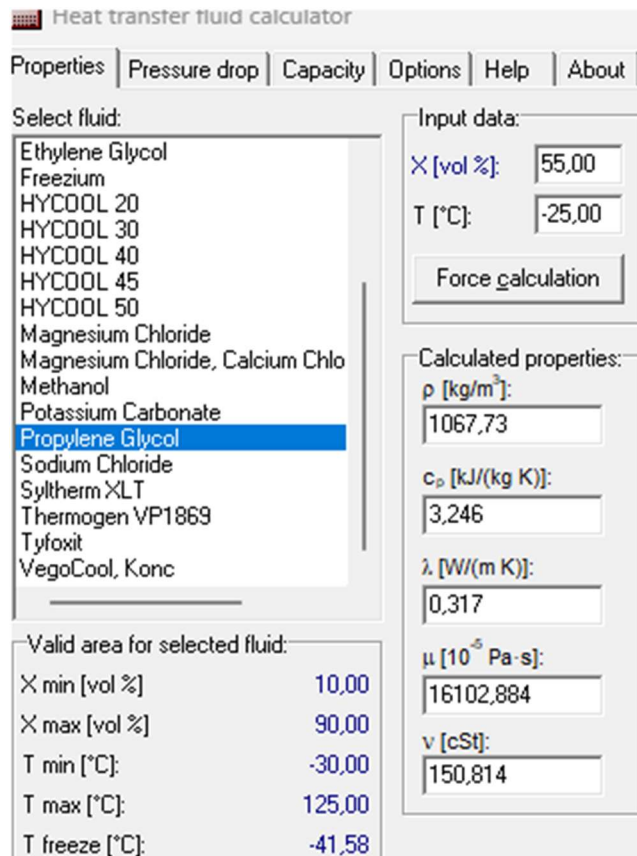 Heat transfer fluid calculator
Properties Pressure drop Capacity Options Help About
Select fluid:
Ethylene Glycol
Freezium
HYCOOL 20
HYCOOL 30
HYCOOL 40
HYCOOL 45
HYCOOL 50
Magnesium Chloride
Magnesium Chloride, Calcium Chlo
Methanol
Potassium Carbonate
Propylene Glycol
Sodium Chloride
Syltherm XLT
Thermogen VP1869
Tyfoxit
VegoCool, Konc
Valid area for selected fluid:
X min [vol %] 10,00
X max [vol %] 90,00
T min [°C]: -30,00
T max [°C]: 125,00
T freeze [°C]: -41,58
Input data:
X [vol %]: 55,00
T [°C]: -25,00
Force calculation
Calculated properties:
ρ [kg/m³]:
1067,73
cₚ [kJ/(kg K)]:
3,246
λ [W/(m K)]:
0,317
μ [10⁻⁵ Pa·s]:
16102,884
ν [cSt]:
150,814